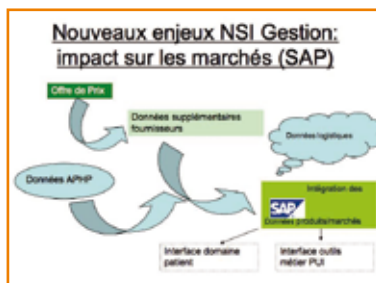 Nouveaux enjeux NSI Gestion:
impact sur les marchés (SAP)
Offre de Prix
Données supplémentaires
fournisseurs
Données logistiques
Données APHP
Intégration des
SAP
Données produits/marchés
Interface domaine
patient
Interface outils
métier PUI